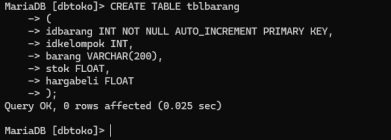 MariaDB [dbtoko]> CREATE TABLE tblbarang
    -> (
    -> idbarang INT NOT NULL AUTO_INCREMENT PRIMARY KEY,
    -> idkelompok INT,
    -> barang VARCHAR(200),
    -> stok FLOAT,
    -> hargabeli FLOAT
    -> );
Query OK, 0 rows affected (0.025 sec)
MariaDB [dbtoko]>